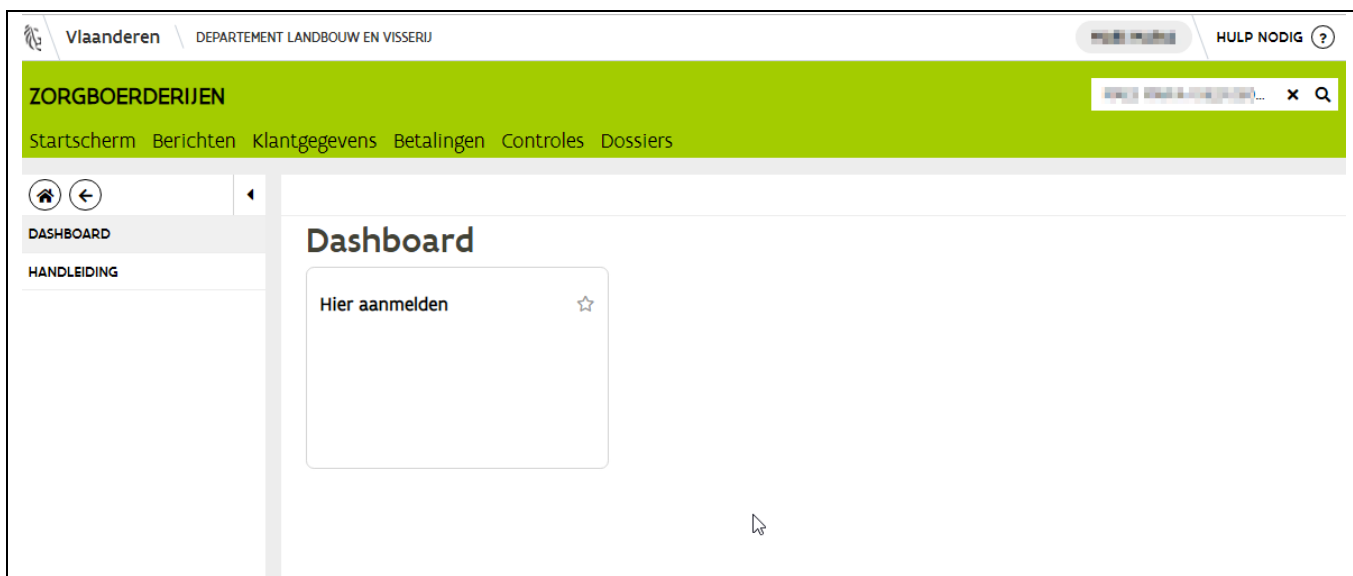 Vlaanderen DEPARTEMENT LANDBOUW EN VISSERIJ HULP NODIG ?
ZORGBOERDERIJEN
Startscherm Berichten Klantgegevens Betalingen Controles Dossiers
DASHBOARD
HANDLEIDING
Dashboard
Hier aanmelden